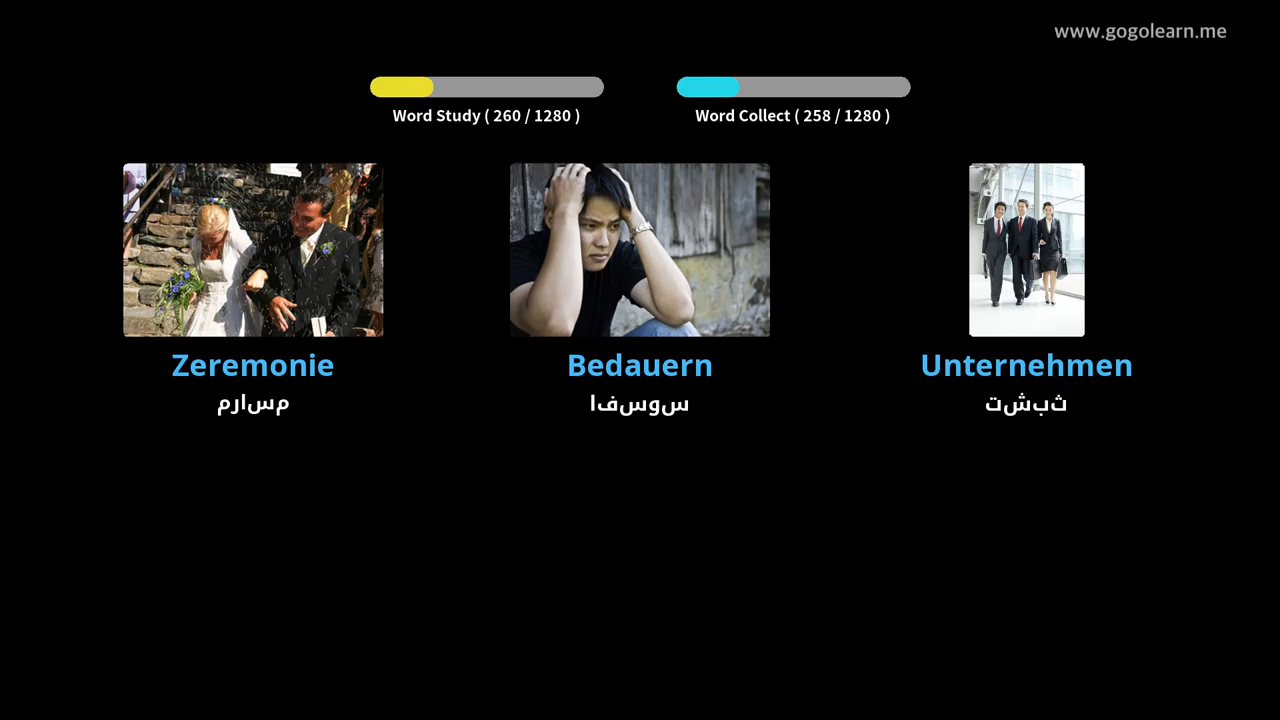 www.gogolearn.me
Word Study ( 260 / 1280 )
Word Collect ( 258 / 1280 )
Zeremonie
مسارم
Bedauern
سوسفا
Unternehmen
ثبشت